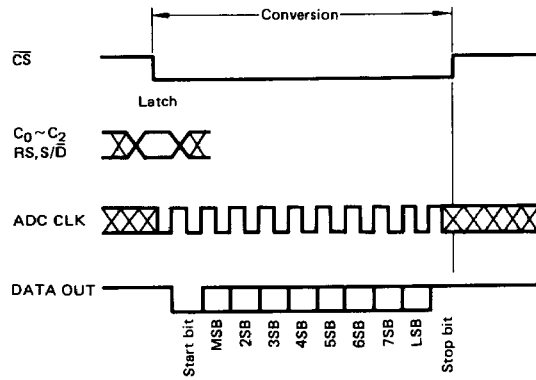 Conversion
C̅S̅
Latch
C₀~C₂
RS, S/D̅
ADC CLK
DATA OUT
Start bit
MSB
2SB
3SB
4SB
5SB
6SB
7SB
LSB
Stop bit